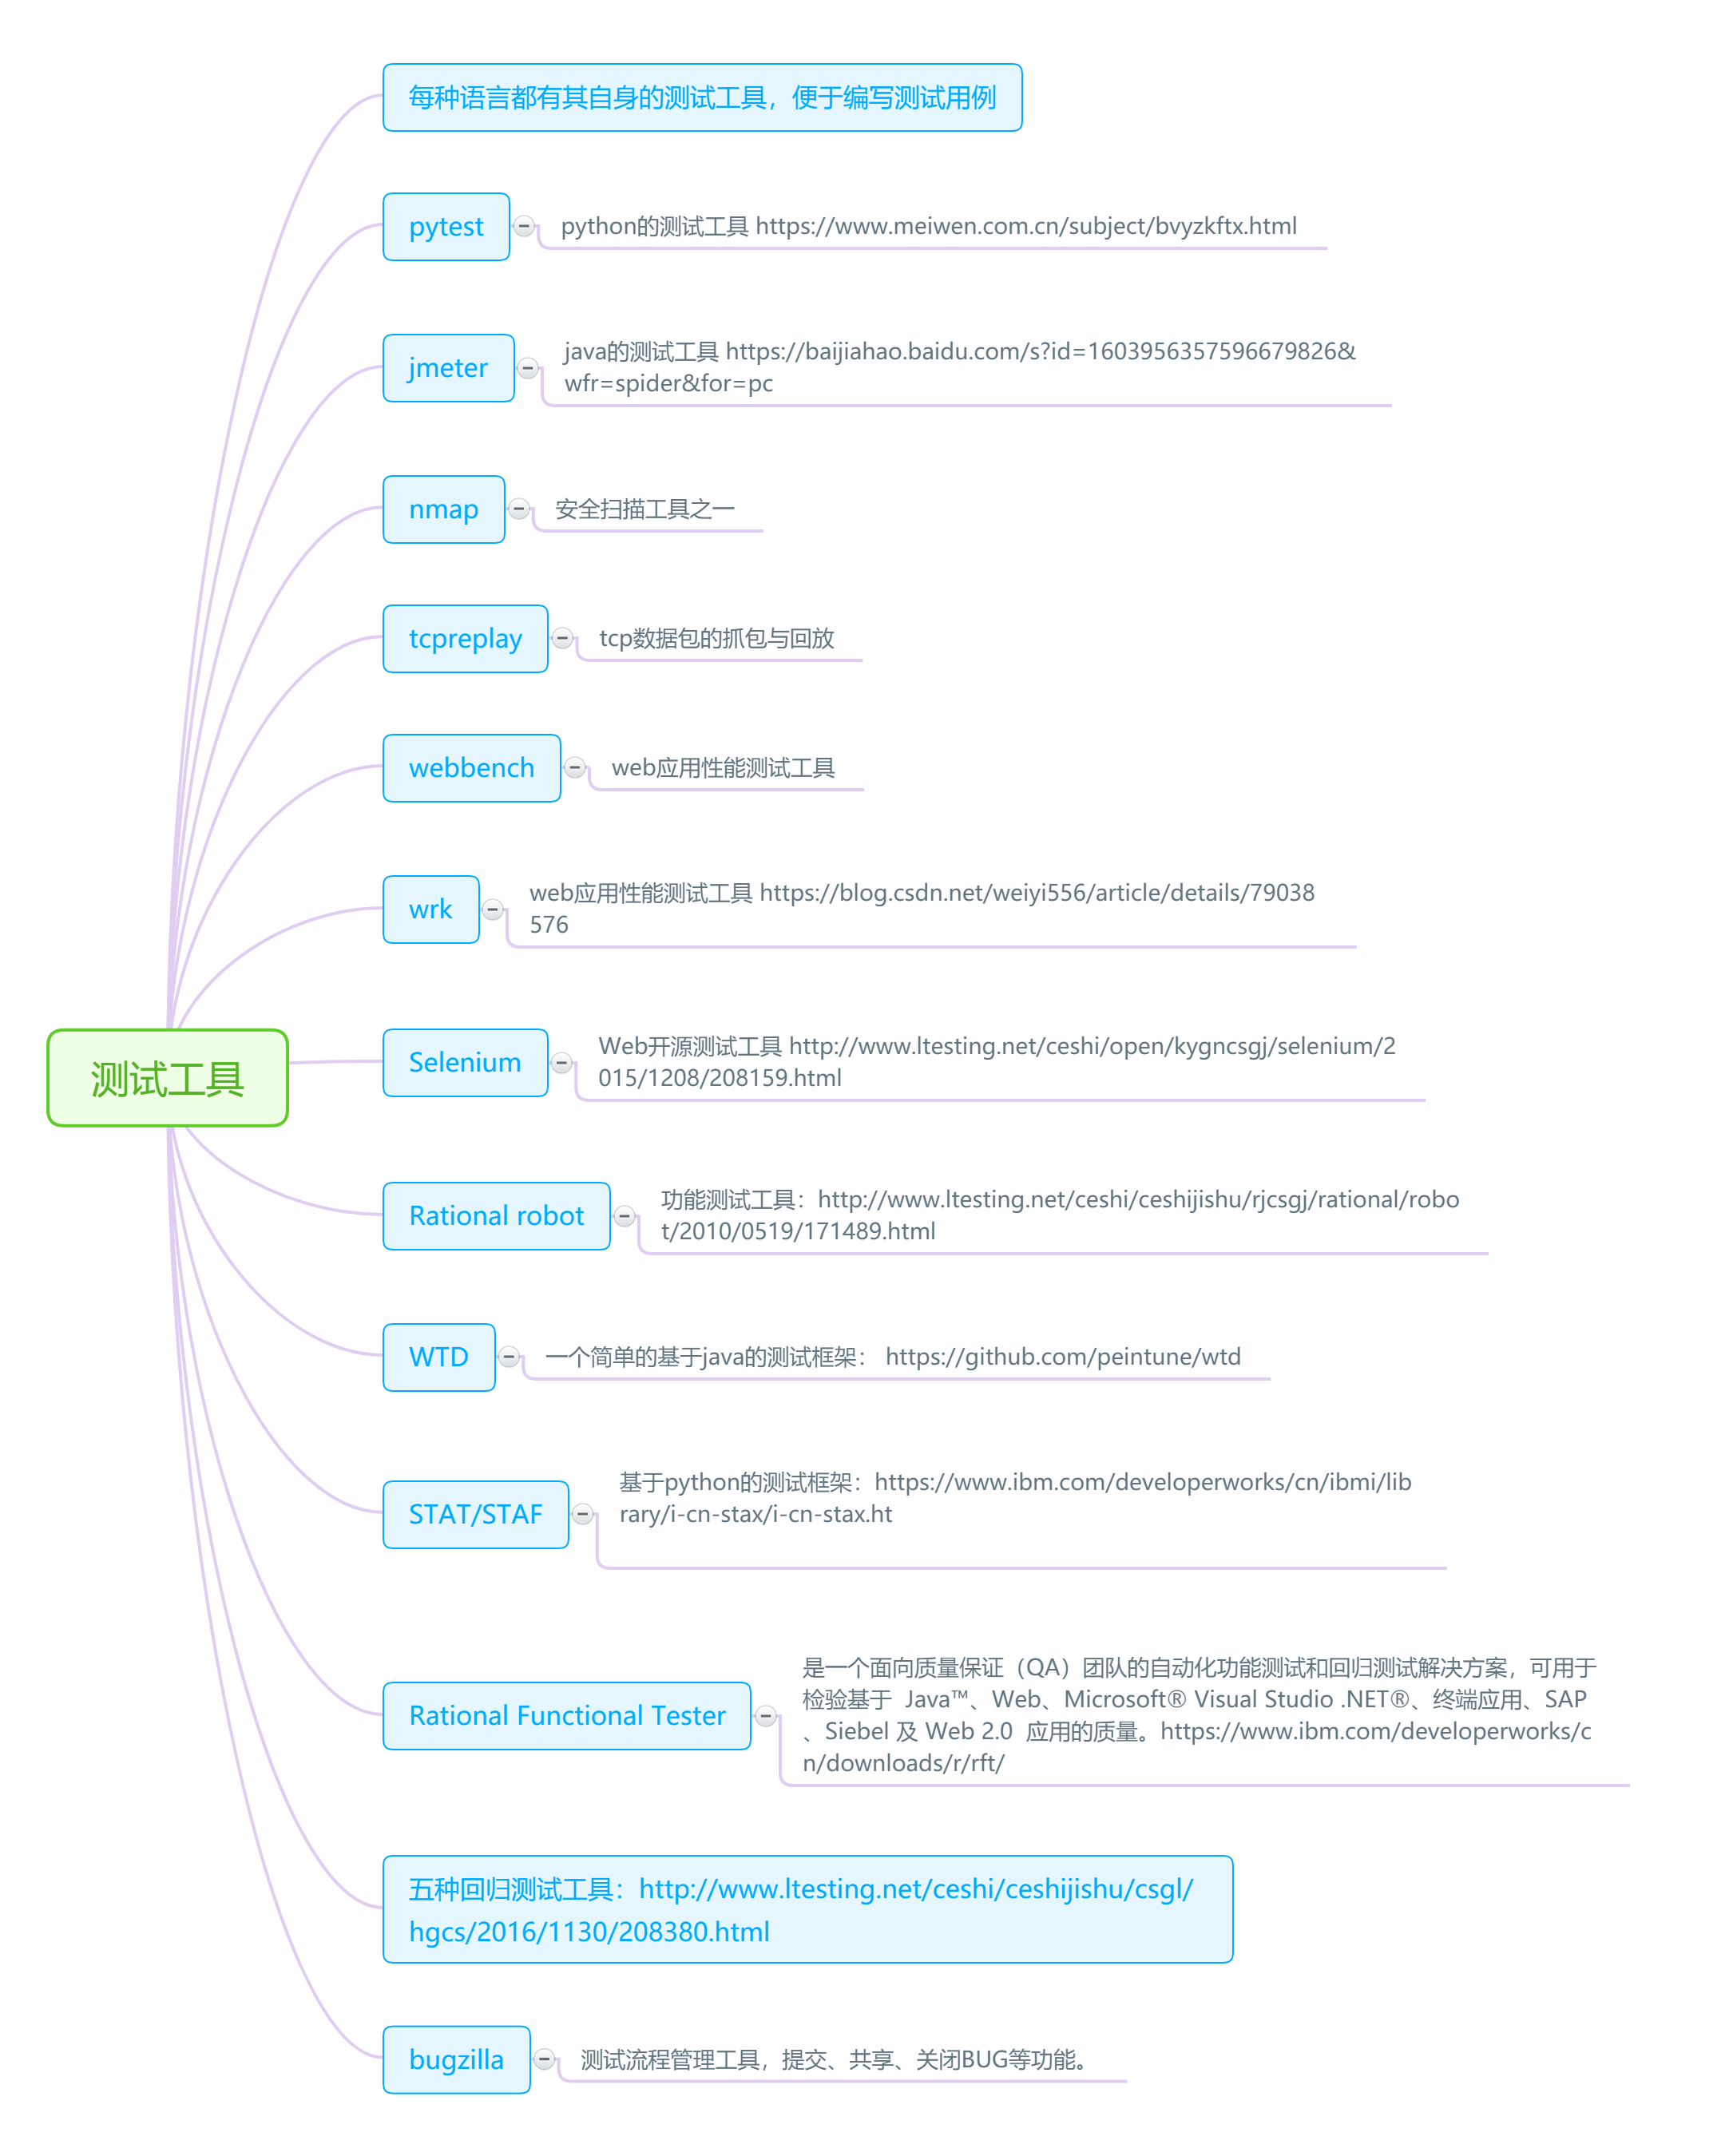 每种语言都有其自身的测试工具，便于编写测试用例
pytest
python的测试工具 https://www.meiwen.com.cn/subject/bvyzkftx.html
jmeter
java的测试工具 https://baijiahao.baidu.com/s?id=1603956357596679826&
wfr=spider&for=pc
nmap
安全扫描工具之一
tcpreplay
tcp数据包的抓包与回放
webbench
web应用性能测试工具
wrk
web应用性能测试工具 https://blog.csdn.net/weiyi556/article/details/79038
576
测试工具
Selenium
Web开源测试工具 http://www.ltesting.net/ceshi/open/kygncsgj/selenium/2
015/1208/208159.html
Rational robot
功能测试工具：http://www.ltesting.net/ceshi/ceshijishu/rjcsgj/rational/robo
t/2010/0519/171489.html
WTD
一个简单的基于java的测试框架： https://github.com/peintune/wtd
STAT/STAF
基于python的测试框架：https://www.ibm.com/developerworks/cn/ibmi/lib
rary/i-cn-stax/i-cn-stax.ht
Rational Functional Tester
是一个面向质量保证（QA）团队的自动化功能测试和回归测试解决方案，可用于
检验基于 Java™、Web、Microsoft® Visual Studio .NET®、终端应用、SAP
、Siebel 及 Web 2.0 应用的质量。https://www.ibm.com/developerworks/c
n/downloads/r/rft/
五种回归测试工具：http://www.ltesting.net/ceshi/ceshijishu/csgl/
hgcs/2016/1130/208380.html
bugzilla
测试流程管理工具，提交、共享、关闭BUG等功能。